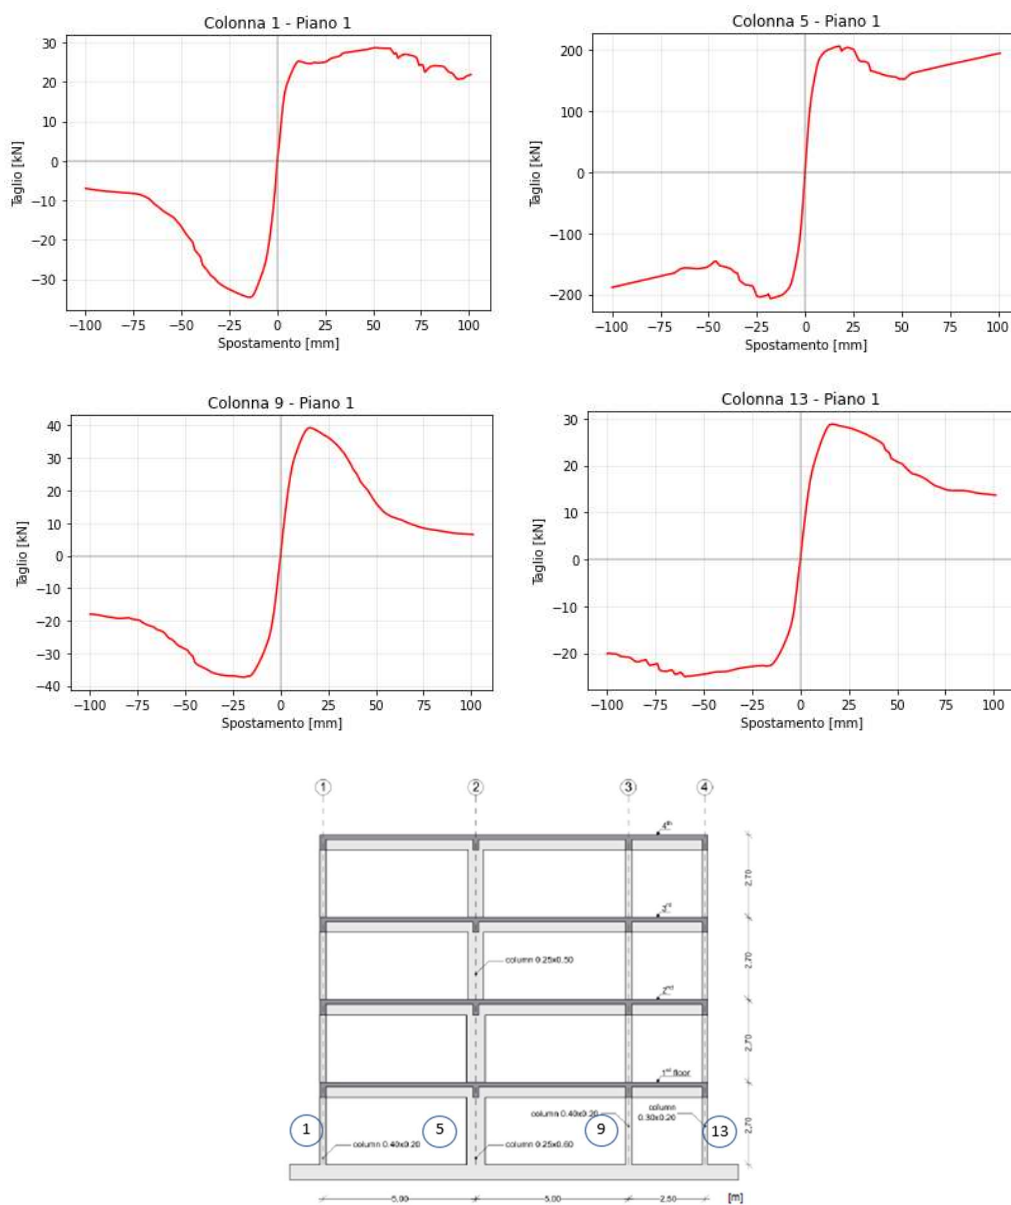 Colonna 1 - Piano 1
30
20
10
0
−10
−20
−30
Taglio [kN]
−100 −75 −50 −25 0 25 50 75 100
Spostamento [mm]
Colonna 5 - Piano 1
200
100
0
−100
−200
Taglio [kN]
−100 −75 −50 −25 0 25 50 75 100
Spostamento [mm]
Colonna 9 - Piano 1
40
30
20
10
0
−10
−20
−30
−40
Taglio [kN]
−100 −75 −50 −25 0 25 50 75 100
Spostamento [mm]
Colonna 13 - Piano 1
30
20
10
0
−10
−20
Taglio [kN]
−100 −75 −50 −25 0 25 50 75 100
Spostamento [mm]
1 2 3 4
4th
2,70
column 0.25x0.50
2,70
2nd
2,70
1st floor
column 0.40x0.20
column
0.30x0.20
1 5 9 13
2,70
column 0.40x0.20
column 0.25x0.60
5.00 5.00 2.50 [m]